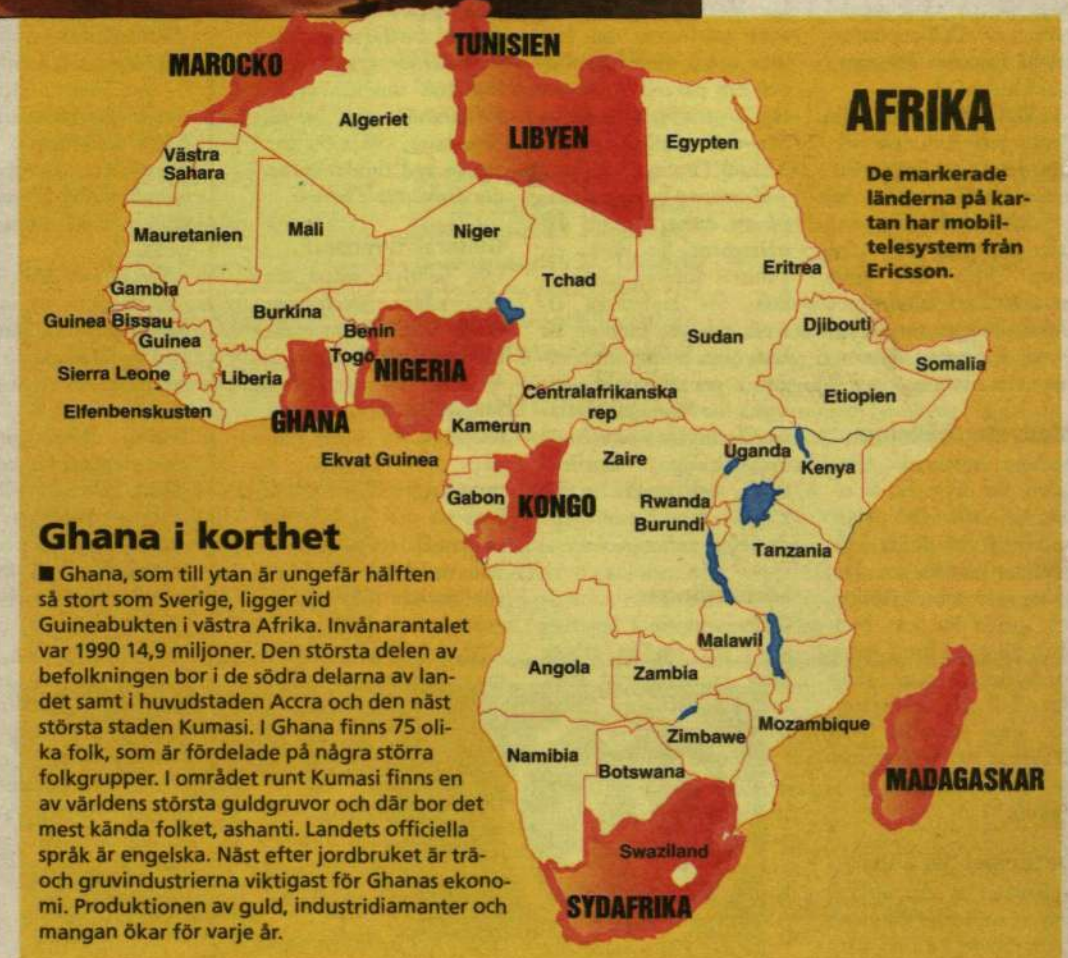 AFRIKA
De markerade
länderna på kar-
tan har mobil-
telesystem från
Ericsson.
MAROCKO
TUNISIEN
Algeriet
LIBYEN
Egypten
Västra
Sahara
Mauretanien
Mali
Niger
Tchad
Eritrea
Gambia
Guinea Bissau
Guinea
Burkina
Benin
Togo
NIGERIA
Sudan
Djibouti
Somalia
Sierra Leone
Liberia
Elfenbenskusten
GHANA
Centralafrikanska
rep
Etiopien
Kamerun
Ekvat Guinea
Zaire
Uganda
Kenya
Gabon
KONGO
Rwanda
Burundi
Tanzania
Malawil
Angola
Zambia
Mozambique
Namibia
Zimbawe
Botswana
MADAGASKAR
Swaziland
SYDAFRIKA
Ghana i korthet
■ Ghana, som till ytan är ungefär hälften
så stort som Sverige, ligger vid
Guineabukten i västra Afrika. Invånarantalet
var 1990 14,9 miljoner. Den största delen av
befolkningen bor i de södra delarna av lan-
det samt i huvudstaden Accra och den näst
största staden Kumasi. I Ghana finns 75 oli-
ka folk, som är fördelade på några störra
folkgrupper. I området runt Kumasi finns en
av världens största guldgruvor och där bor det
mest kända folket, ashanti. Landets officiella
språk är engelska. Näst efter jordbruket är trä-
och gruvindustrierna viktigast för Ghanas ekono-
mi. Produktionen av guld, industridiamanter och
mangan ökar för varje år.